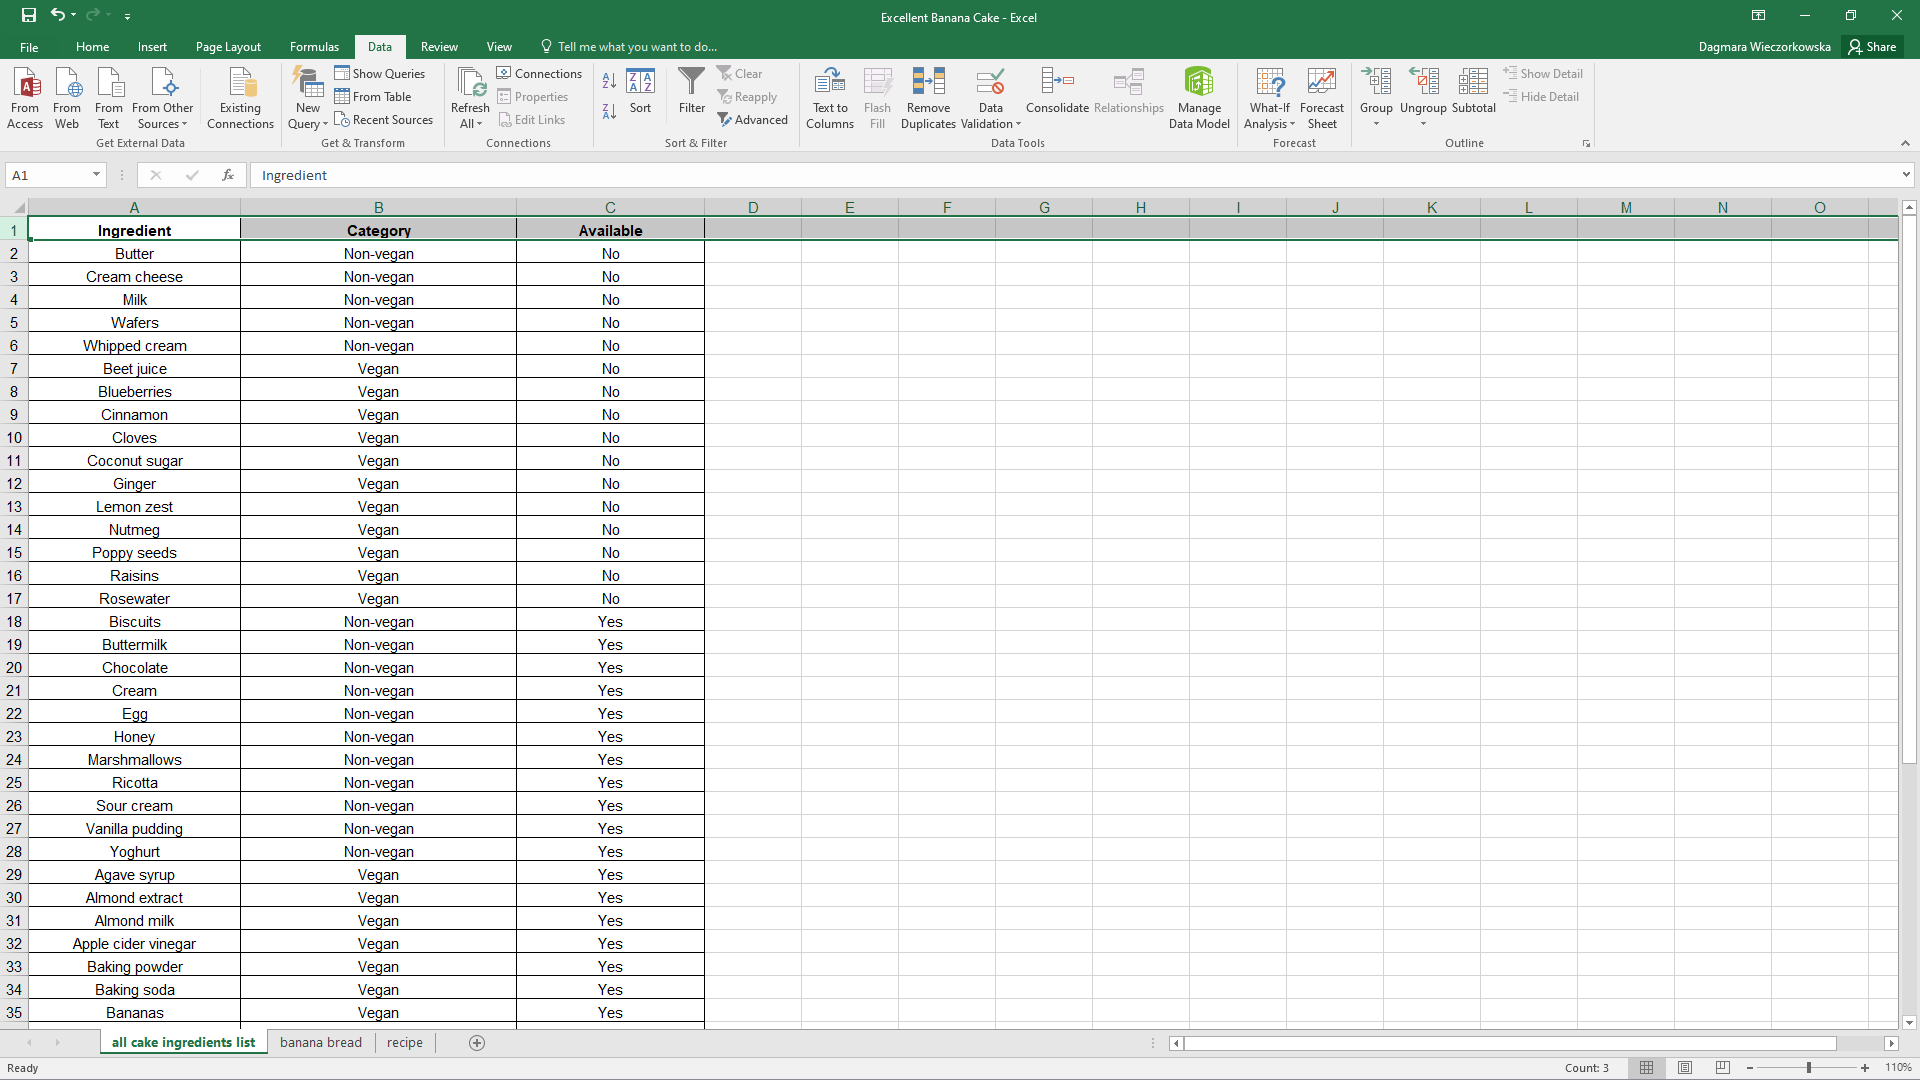 Excellent Banana Cake - Excel
File Home Insert Page Layout Formulas Data Review View Tell me what you want to do... Dagmara Wieczorkowska Share
From Access
From Web
From Text
From Other Sources
Existing Connections
Get External Data
New Query
Show Queries
From Table
Recent Sources
Get & Transform
Refresh All
Connections
Properties
Edit Links
Connections
Sort
Filter
Clear
Reapply
Advanced
Sort & Filter
Text to Columns
Flash Fill
Remove Duplicates
Data Validation
Consolidate
Relationships
Manage Data Model
Data Tools
What-If Analysis
Forecast Sheet
Forecast
Group
Ungroup
Subtotal
Show Detail
Hide Detail
Outline
A1 fx Ingredient
A B C D E F G H I J K L M N O
1 Ingredient Category Available
2 Butter Non-vegan No
3 Cream cheese Non-vegan No
4 Milk Non-vegan No
5 Wafers Non-vegan No
6 Whipped cream Non-vegan No
7 Beet juice Vegan No
8 Blueberries Vegan No
9 Cinnamon Vegan No
10 Cloves Vegan No
11 Coconut sugar Vegan No
12 Ginger Vegan No
13 Lemon zest Vegan No
14 Nutmeg Vegan No
15 Poppy seeds Vegan No
16 Raisins Vegan No
17 Rosewater Vegan No
18 Biscuits Non-vegan Yes
19 Buttermilk Non-vegan Yes
20 Chocolate Non-vegan Yes
21 Cream Non-vegan Yes
22 Egg Non-vegan Yes
23 Honey Non-vegan Yes
24 Marshmallows Non-vegan Yes
25 Ricotta Non-vegan Yes
26 Sour cream Non-vegan Yes
27 Vanilla pudding Non-vegan Yes
28 Yoghurt Non-vegan Yes
29 Agave syrup Vegan Yes
30 Almond extract Vegan Yes
31 Almond milk Vegan Yes
32 Apple cider vinegar Vegan Yes
33 Baking powder Vegan Yes
34 Baking soda Vegan Yes
35 Bananas Vegan Yes
all cake ingredients list banana bread recipe
Ready Count: 3 110%